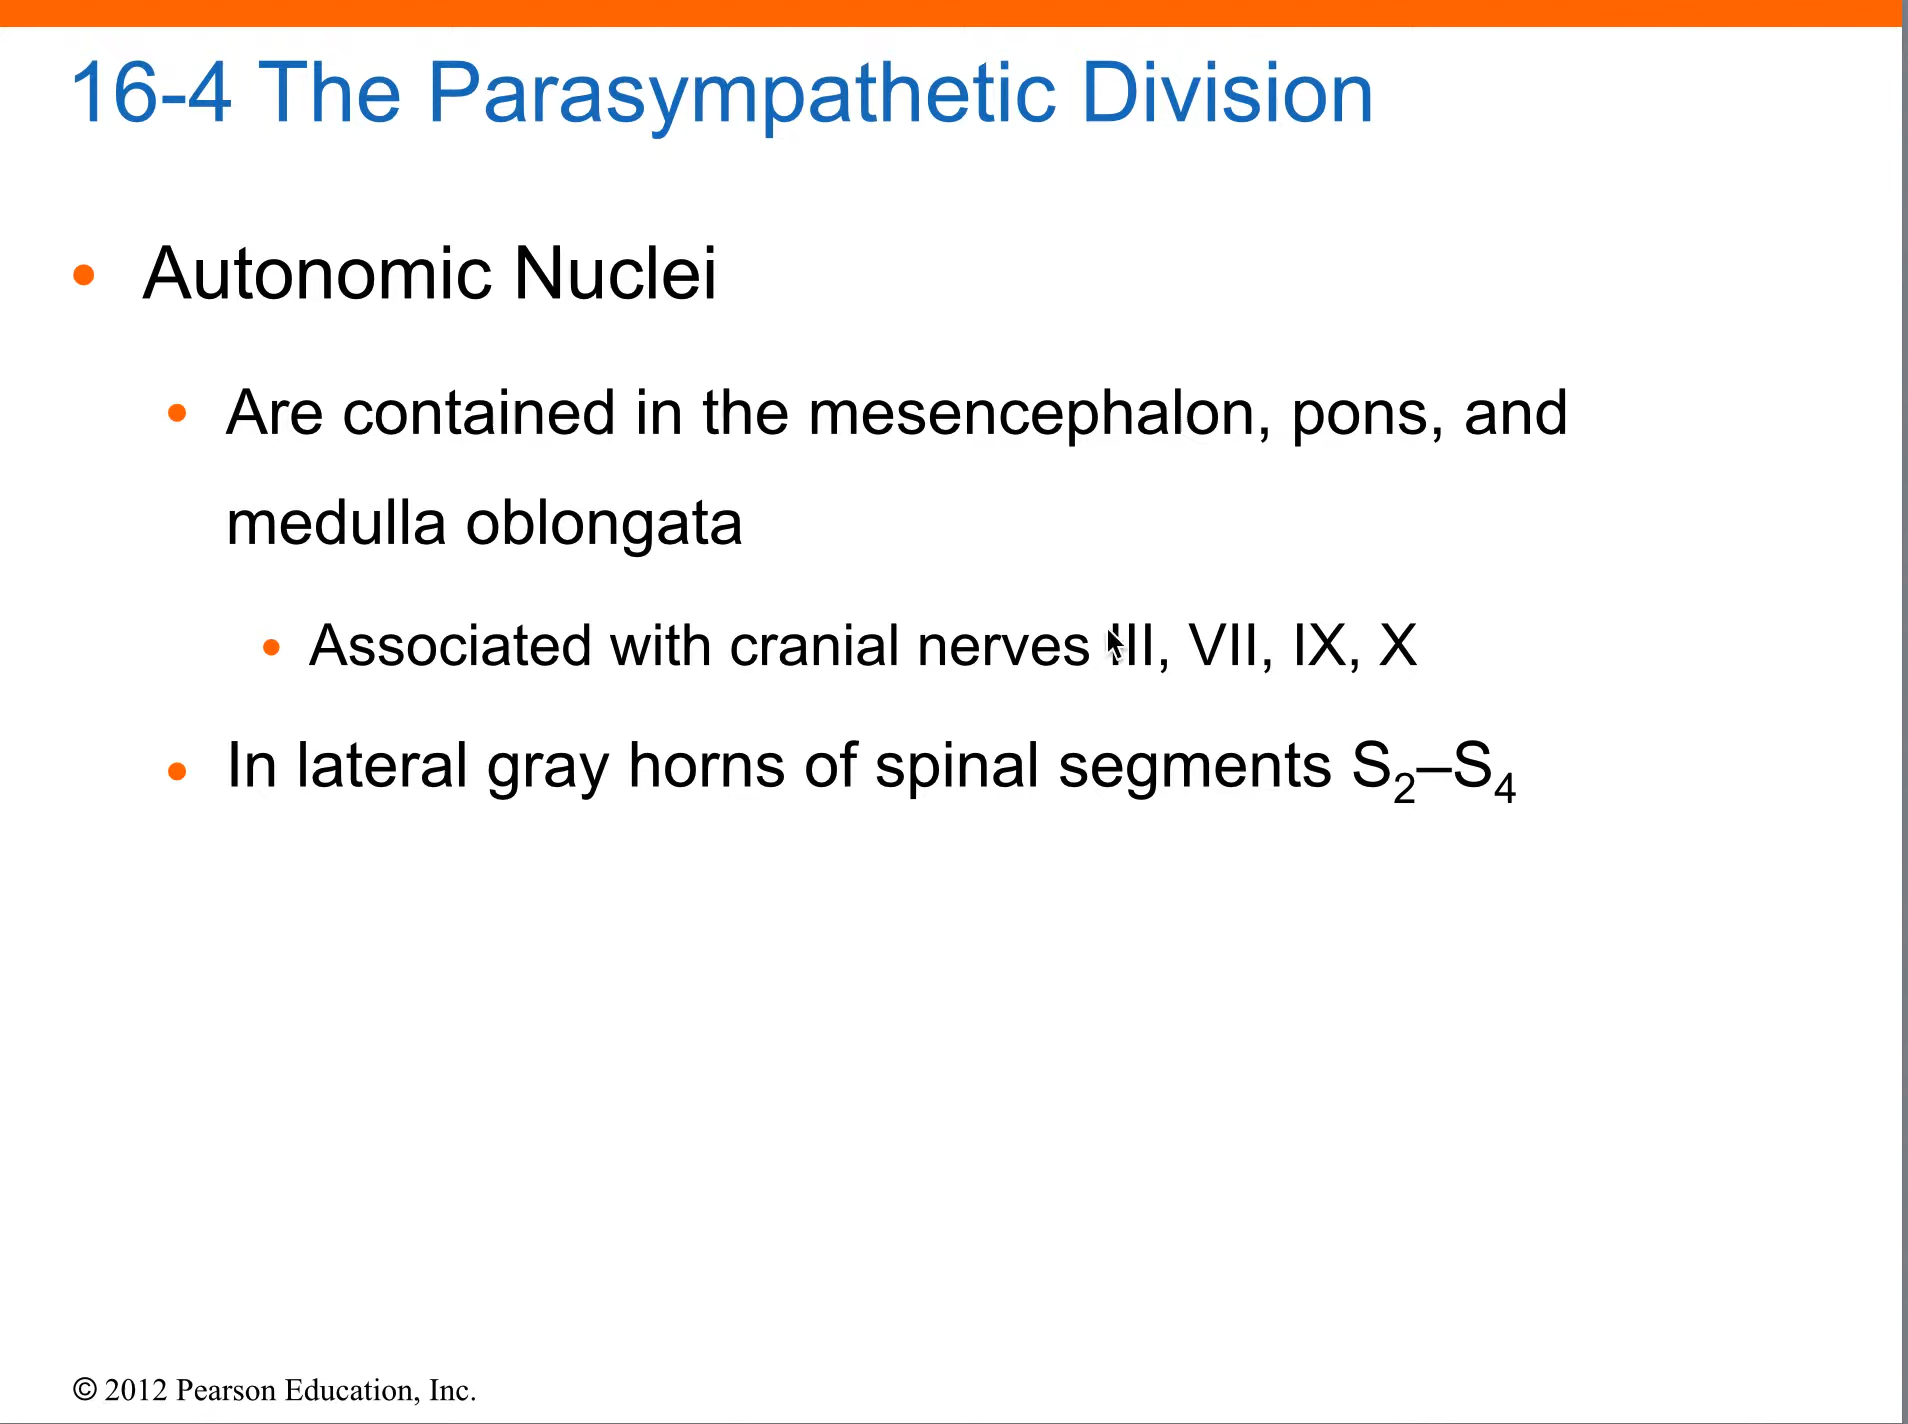 16-4 The Parasympathetic Division
• Autonomic Nuclei
• Are contained in the mesencephalon, pons, and
medulla oblongata
• Associated with cranial nerves III, VII, IX, X
• In lateral gray horns of spinal segments S₂–S₄
© 2012 Pearson Education, Inc.